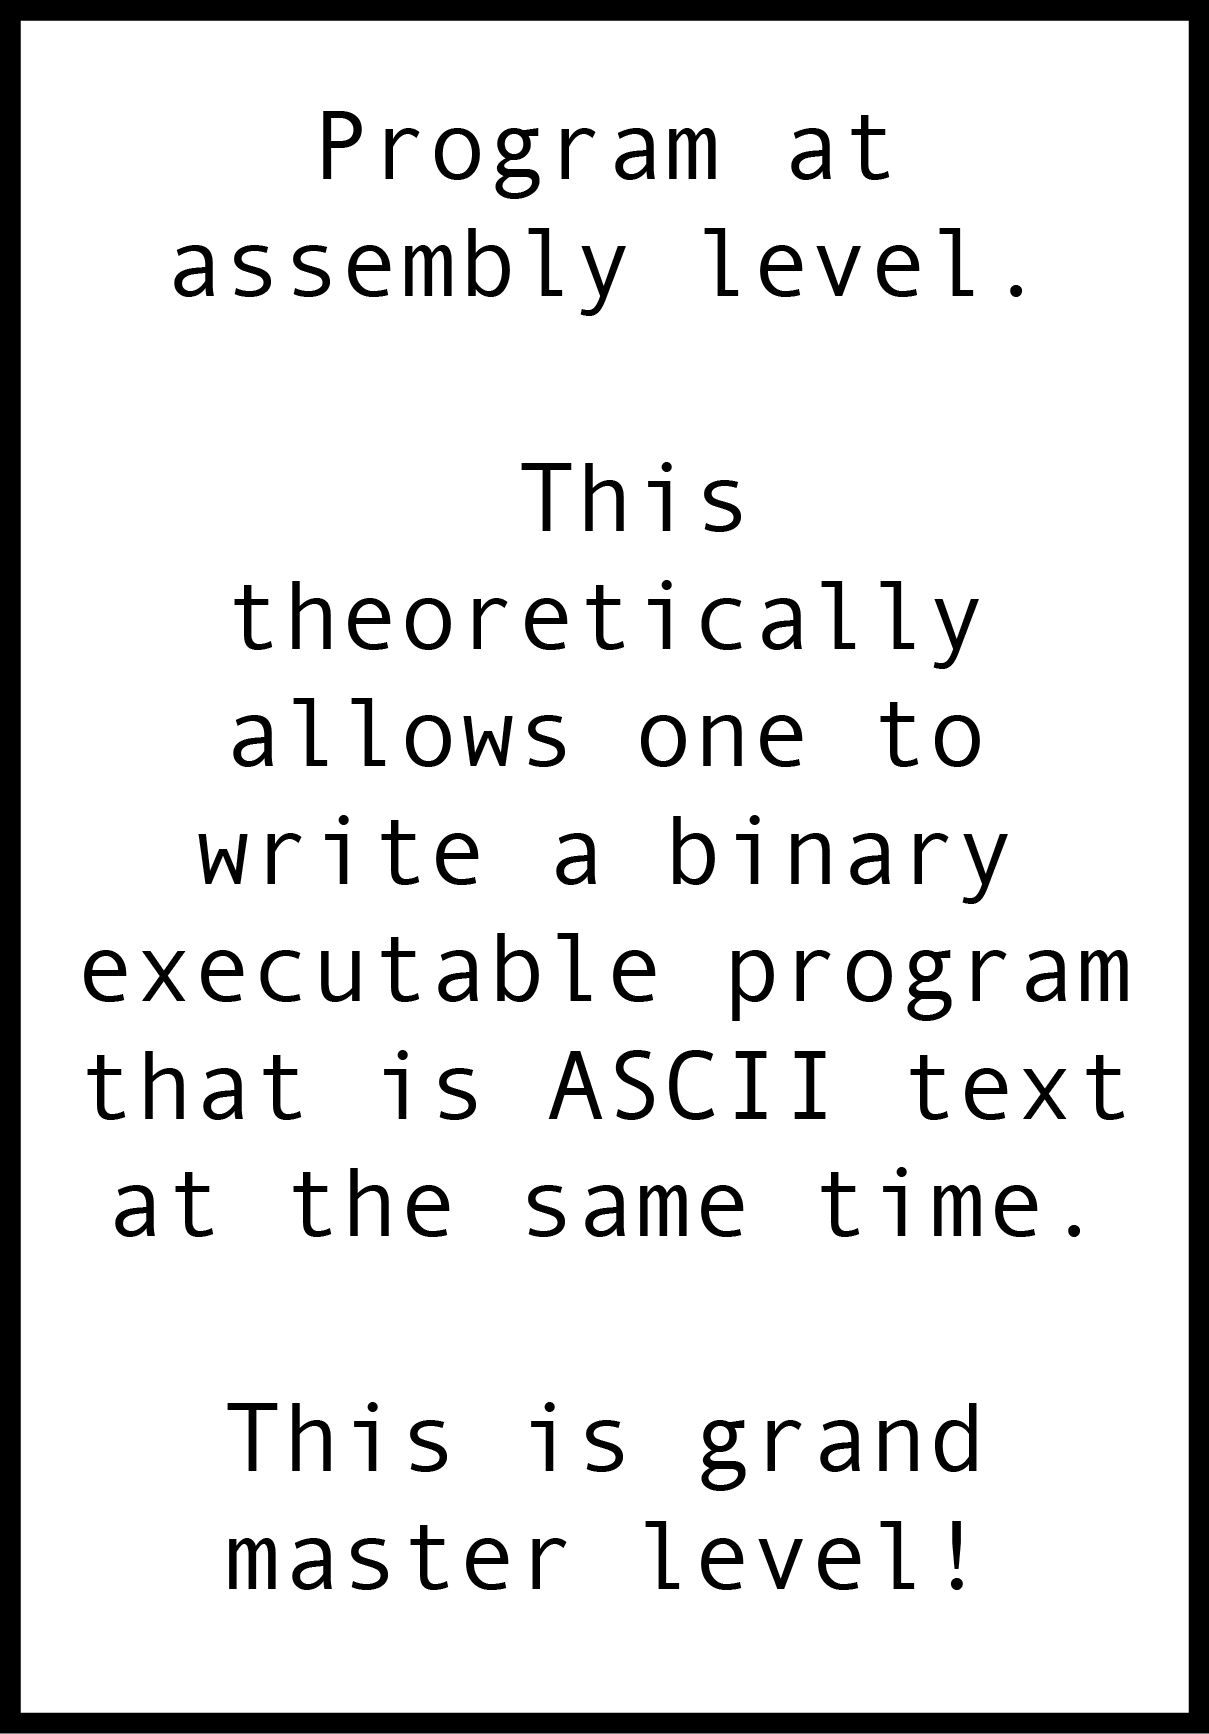 Program at
assembly level.
This
theoretically
allows one to
write a binary
executable program
that is ASCII text
at the same time.
This is grand
master level!